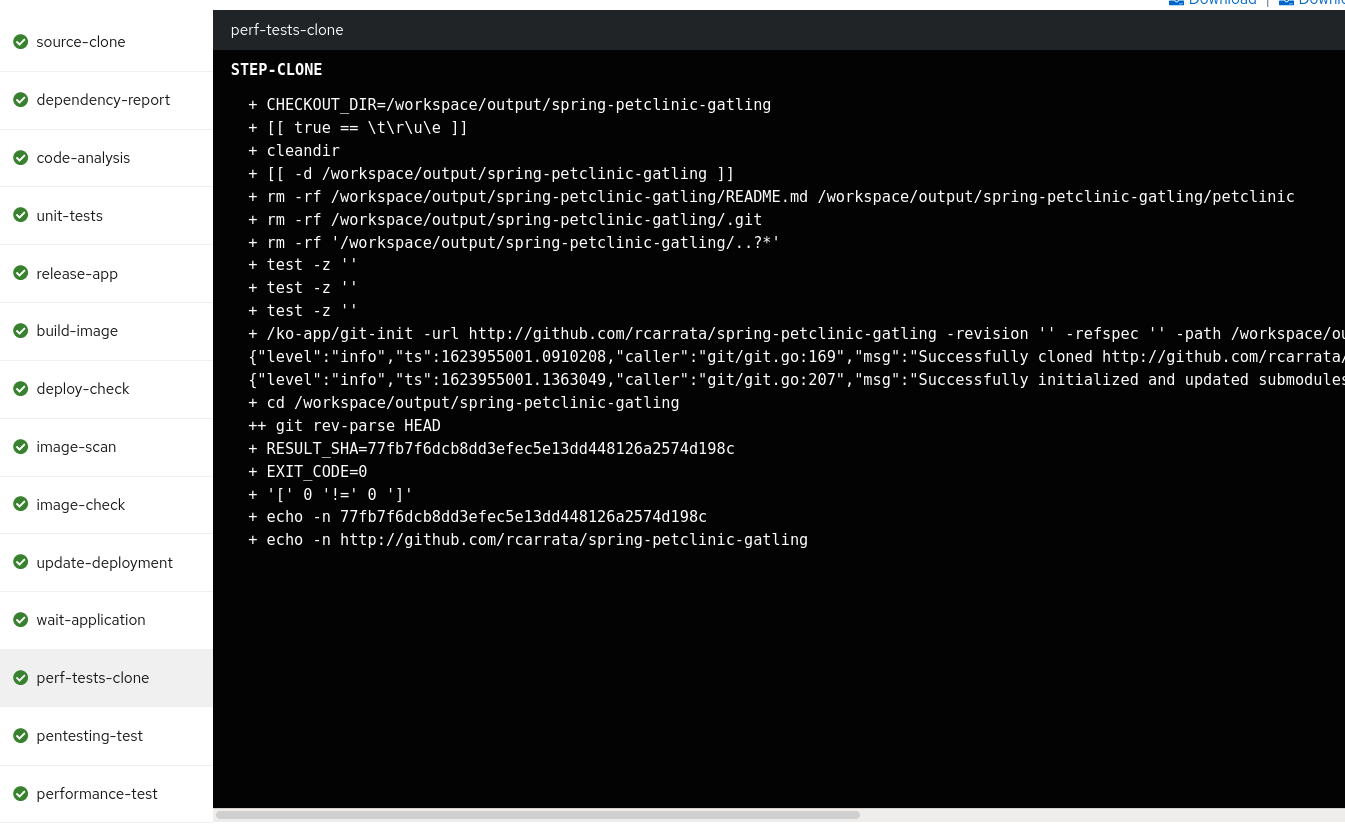 Download | Downl
source-clone
dependency-report
code-analysis
unit-tests
release-app
build-image
deploy-check
image-scan
image-check
update-deployment
wait-application
perf-tests-clone
pentesting-test
performance-test
perf-tests-clone
STEP-CLONE
+ CHECKOUT_DIR=/workspace/output/spring-petclinic-gatling
+ [[ true == \t\r\u\e ]]
+ cleandir
+ [[ -d /workspace/output/spring-petclinic-gatling ]]
+ rm -rf /workspace/output/spring-petclinic-gatling/README.md /workspace/output/spring-petclinic-gatling/petclinic
+ rm -rf /workspace/output/spring-petclinic-gatling/.git
+ rm -rf '/workspace/output/spring-petclinic-gatling/..?*'
+ test -z ''
+ test -z ''
+ test -z ''
+ /ko-app/git-init -url http://github.com/rcarrata/spring-petclinic-gatling -revision '' -refspec '' -path /workspace/ou
{"level":"info","ts":1623955001.0910208,"caller":"git/git.go:169","msg":"Successfully cloned http://github.com/rcarrata/
{"level":"info","ts":1623955001.1363049,"caller":"git/git.go:207","msg":"Successfully initialized and updated submodules
+ cd /workspace/output/spring-petclinic-gatling
++ git rev-parse HEAD
+ RESULT_SHA=77fb7f6dcb8dd3efec5e13dd448126a2574d198c
+ EXIT_CODE=0
+ '[' 0 '!=' 0 ']'
+ echo -n 77fb7f6dcb8dd3efec5e13dd448126a2574d198c
+ echo -n http://github.com/rcarrata/spring-petclinic-gatling